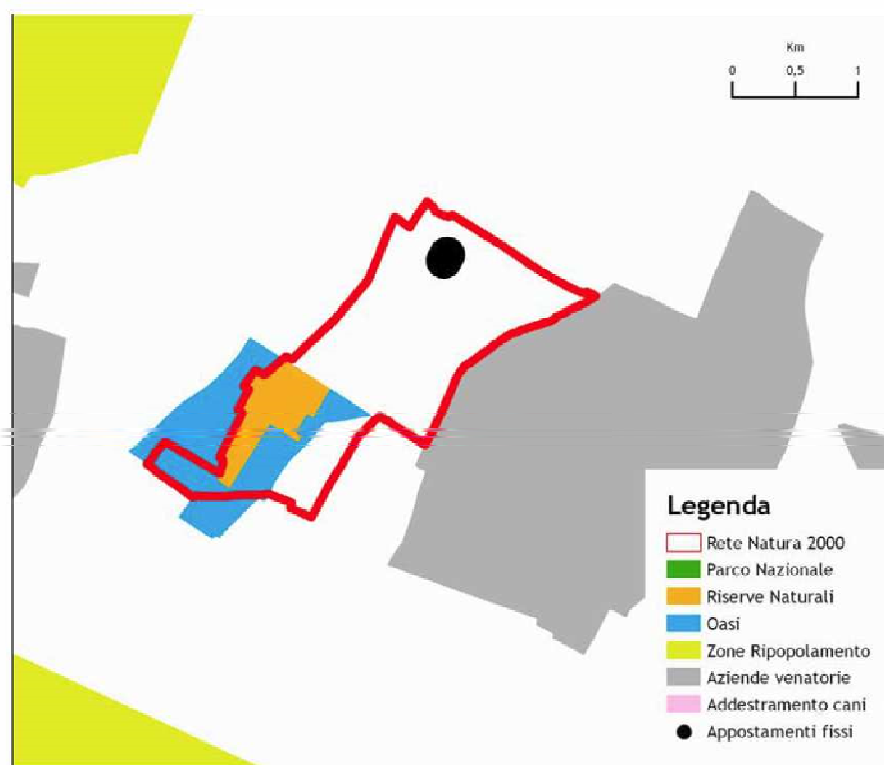 Km
0 0,5 1
Legenda
Rete Natura 2000
Parco Nazionale
Riserve Naturali
Oasi
Zone Ripopolamento
Aziende venatorie
Addestramento cani
Appostamenti fissi